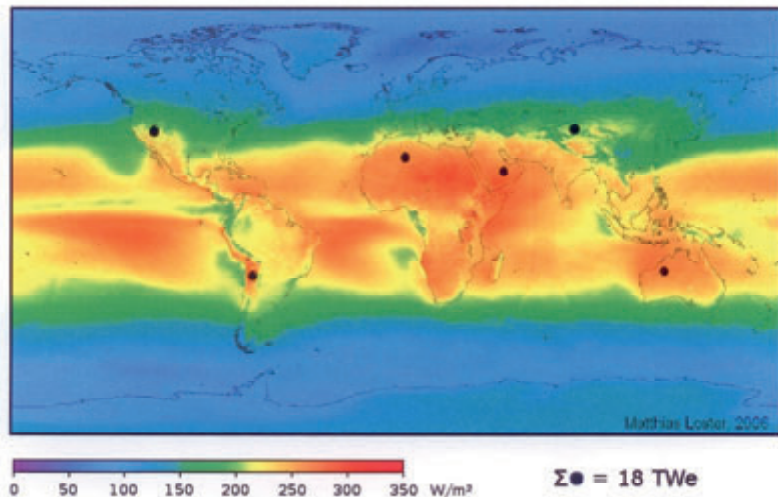 Matthias Loster, 2006
0 50 100 150 200 250 300 350 W/m²
Σ● = 18 TWe